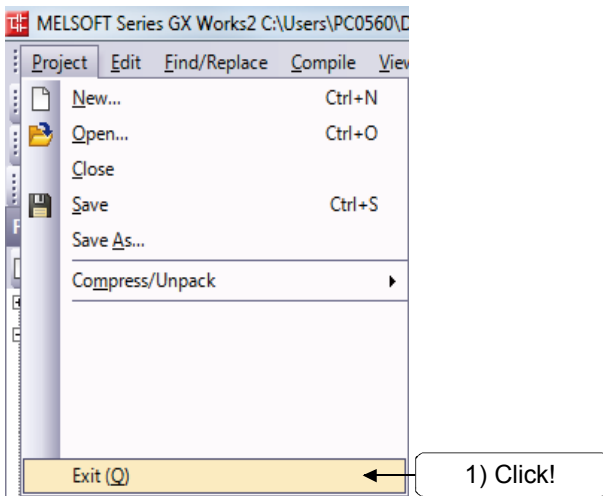 MELSOFT Series GX Works2 C:\Users\PC0560\D
Project Edit Find/Replace Compile View
New... Ctrl+N
Open... Ctrl+O
Close
Save Ctrl+S
Save As...
Compress/Unpack
Exit (Q)
1) Click!